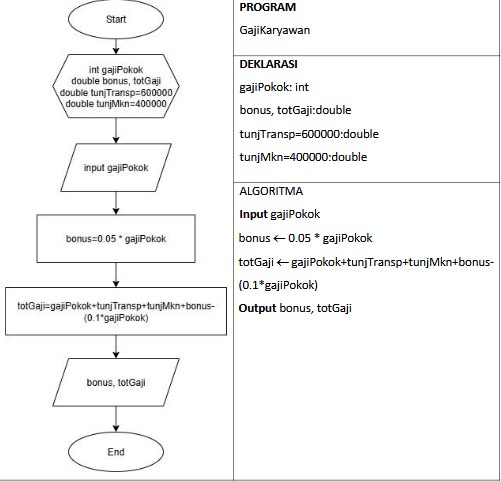 Start
int gajiPokok
double bonus, totGaji
double tunjTransp=600000
double tunjMkn=400000
input gajiPokok
bonus=0.05 * gajiPokok
totGaji=gajiPokok+tunjTransp+tunjMkn+bonus-
(0.1*gajiPokok)
bonus, totGaji
End
PROGRAM
GajiKaryawan
DEKLARASI
gajiPokok: int
bonus, totGaji:double
tunjTransp=600000:double
tunjMkn=400000:double
ALGORITMA
Input gajiPokok
bonus ← 0.05 * gajiPokok
totGaji ← gajiPokok+tunjTransp+tunjMkn+bonus-
(0.1*gajiPokok)
Output bonus, totGaji